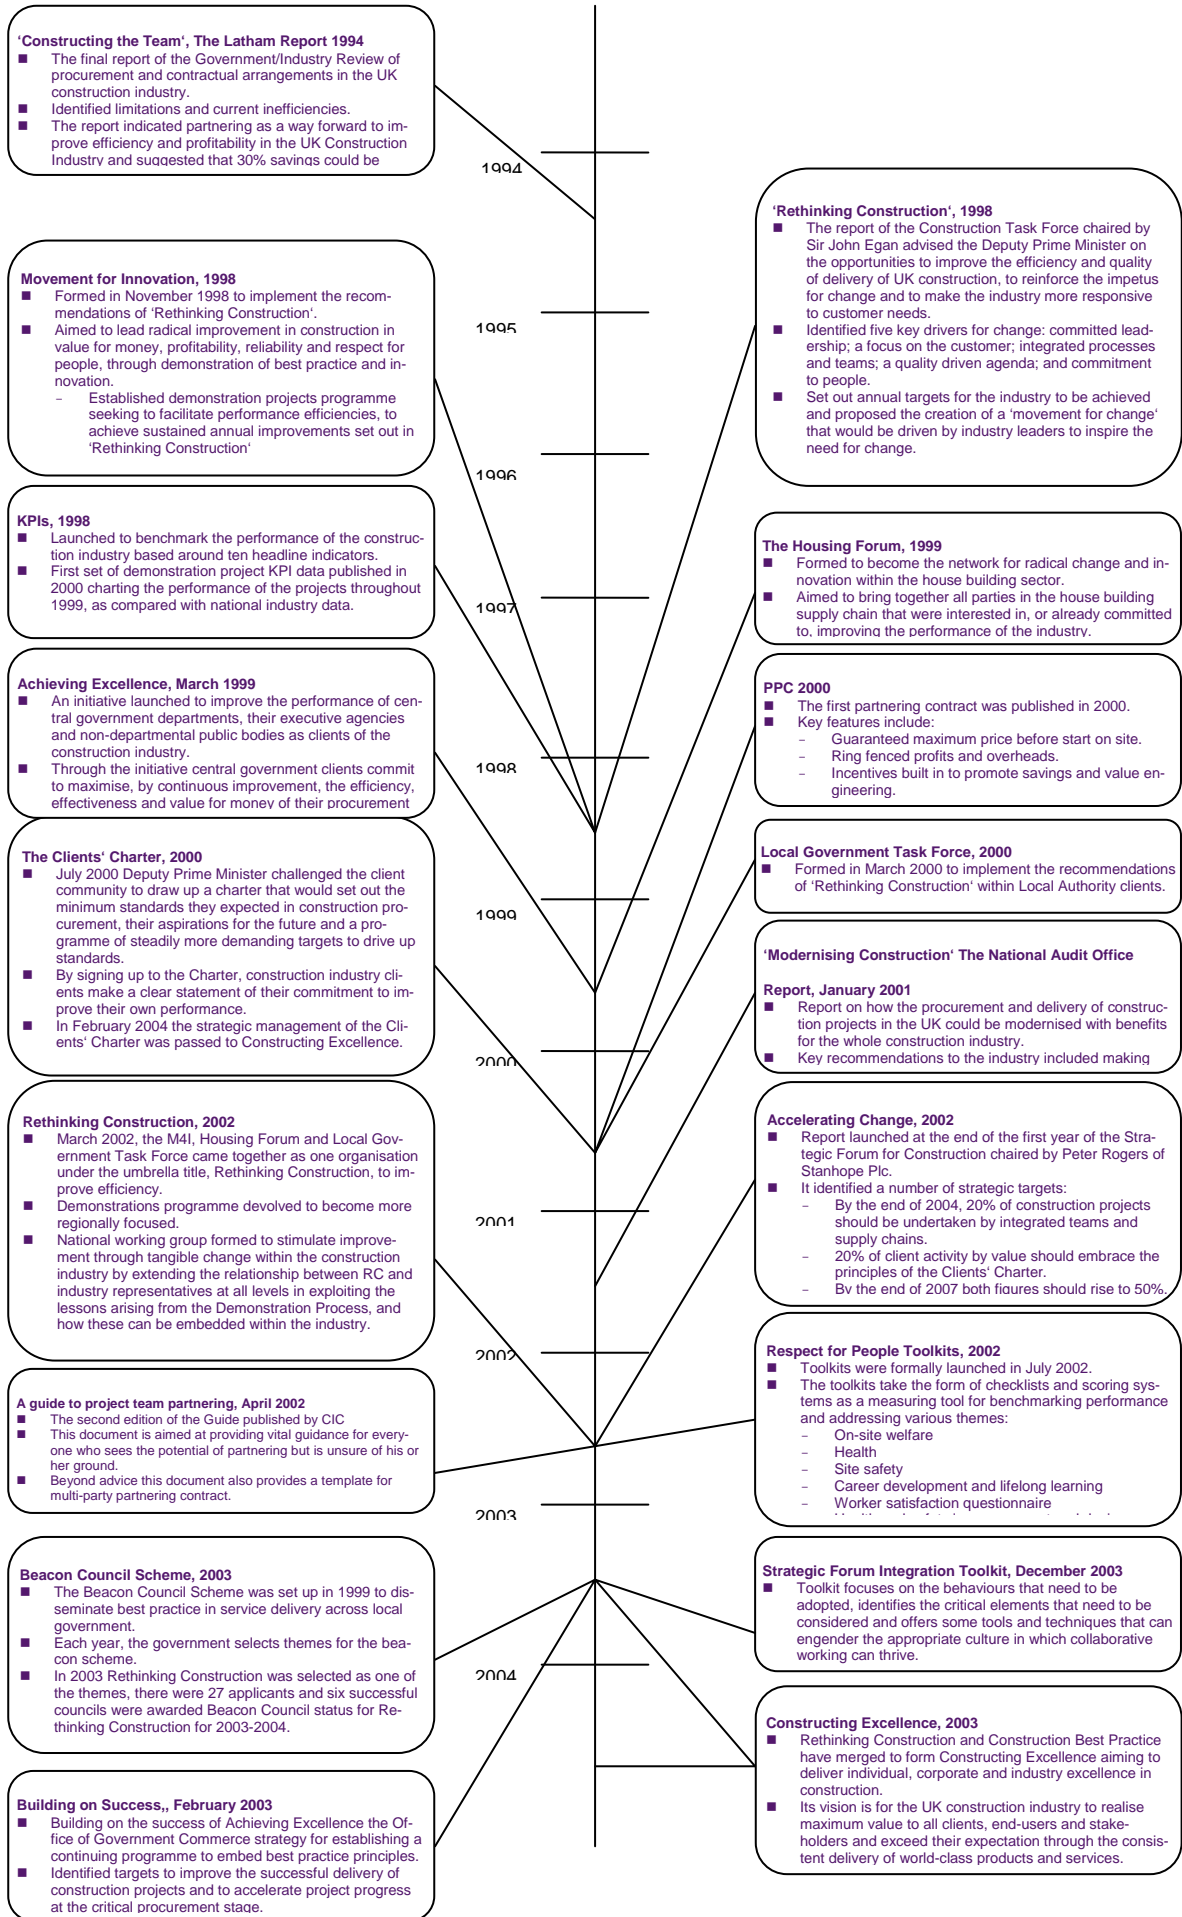 ‘Constructing the Team‘, The Latham Report 1994
■ The final report of the Government/Industry Review of
procurement and contractual arrangements in the UK
construction industry.
■ Identified limitations and current inefficiencies.
■ The report indicated partnering as a way forward to im-
prove efficiency and profitability in the UK Construction
Industry and suggested that 30% savings could be
1994
‘Rethinking Construction‘, 1998
■ The report of the Construction Task Force chaired by
Sir John Egan advised the Deputy Prime Minister on
the opportunities to improve the efficiency and quality
of delivery of UK construction, to reinforce the impetus
for change and to make the industry more responsive
to customer needs.
■ Identified five key drivers for change: committed lead-
ership; a focus on the customer; integrated processes
and teams; a quality driven agenda; and commitment
to people.
■ Set out annual targets for the industry to be achieved
and proposed the creation of a ‘movement for change‘
that would be driven by industry leaders to inspire the
need for change.
Movement for Innovation, 1998
■ Formed in November 1998 to implement the recom-
mendations of ‘Rethinking Construction‘.
■ Aimed to lead radical improvement in construction in
value for money, profitability, reliability and respect for
people, through demonstration of best practice and in-
novation.
– Established demonstration projects programme
seeking to facilitate performance efficiencies, to
achieve sustained annual improvements set out in
‘Rethinking Construction‘
1995
1996
KPIs, 1998
■ Launched to benchmark the performance of the construc-
tion industry based around ten headline indicators.
■ First set of demonstration project KPI data published in
2000 charting the performance of the projects throughout
1999, as compared with national industry data.
1997
The Housing Forum, 1999
■ Formed to become the network for radical change and in-
novation within the house building sector.
■ Aimed to bring together all parties in the house building
supply chain that were interested in, or already committed
to, improving the performance of the industry.
Achieving Excellence, March 1999
■ An initiative launched to improve the performance of cen-
tral government departments, their executive agencies
and non-departmental public bodies as clients of the
construction industry.
■ Through the initiative central government clients commit
to maximise, by continuous improvement, the efficiency,
effectiveness and value for money of their procurement
1998
PPC 2000
■ The first partnering contract was published in 2000.
■ Key features include:
– Guaranteed maximum price before start on site.
– Ring fenced profits and overheads.
– Incentives built in to promote savings and value en-
gineering.
The Clients‘ Charter, 2000
■ July 2000 Deputy Prime Minister challenged the client
community to draw up a charter that would set out the
minimum standards they expected in construction pro-
curement, their aspirations for the future and a pro-
gramme of steadily more demanding targets to drive up
standards.
■ By signing up to the Charter, construction industry cli-
ents make a clear statement of their commitment to im-
prove their own performance.
■ In February 2004 the strategic management of the Cli-
ents‘ Charter was passed to Constructing Excellence.
1999
Local Government Task Force, 2000
■ Formed in March 2000 to implement the recommendations
of ‘Rethinking Construction‘ within Local Authority clients.
‘Modernising Construction‘ The National Audit Office
Report, January 2001
■ Report on how the procurement and delivery of construc-
tion projects in the UK could be modernised with benefits
for the whole construction industry.
■ Key recommendations to the industry included making
2000
Rethinking Construction, 2002
■ March 2002, the M4I, Housing Forum and Local Gov-
ernment Task Force came together as one organisation
under the umbrella title, Rethinking Construction, to im-
prove efficiency.
■ Demonstrations programme devolved to become more
regionally focused.
■ National working group formed to stimulate improve-
ment through tangible change within the construction
industry by extending the relationship between RC and
industry representatives at all levels in exploiting the
lessons arising from the Demonstration Process, and
how these can be embedded within the industry.
2001
Accelerating Change, 2002
■ Report launched at the end of the first year of the Stra-
tegic Forum for Construction chaired by Peter Rogers of
Stanhope Plc.
■ It identified a number of strategic targets:
– By the end of 2004, 20% of construction projects
should be undertaken by integrated teams and
supply chains.
– 20% of client activity by value should embrace the
principles of the Clients‘ Charter.
– By the end of 2007 both figures should rise to 50%.
2002
A guide to project team partnering, April 2002
■ The second edition of the Guide published by CIC
■ This document is aimed at providing vital guidance for every-
one who sees the potential of partnering but is unsure of his or
her ground.
■ Beyond advice this document also provides a template for
multi-party partnering contract.
Respect for People Toolkits, 2002
■ Toolkits were formally launched in July 2002.
■ The toolkits take the form of checklists and scoring sys-
tems as a measuring tool for benchmarking performance
and addressing various themes:
– On-site welfare
– Health
– Site safety
– Career development and lifelong learning
– Worker satisfaction questionnaire
2003
Beacon Council Scheme, 2003
■ The Beacon Council Scheme was set up in 1999 to dis-
seminate best practice in service delivery across local
government.
■ Each year, the government selects themes for the bea-
con scheme.
■ In 2003 Rethinking Construction was selected as one of
the themes, there were 27 applicants and six successful
councils were awarded Beacon Council status for Re-
thinking Construction for 2003-2004.
Strategic Forum Integration Toolkit, December 2003
■ Toolkit focuses on the behaviours that need to be
adopted, identifies the critical elements that need to be
considered and offers some tools and techniques that can
engender the appropriate culture in which collaborative
working can thrive.
2004
Constructing Excellence, 2003
■ Rethinking Construction and Construction Best Practice
have merged to form Constructing Excellence aiming to
deliver individual, corporate and industry excellence in
construction.
■ Its vision is for the UK construction industry to realise
maximum value to all clients, end-users and stake-
holders and exceed their expectation through the consis-
tent delivery of world-class products and services.
Building on Success,, February 2003
■ Building on the success of Achieving Excellence the Of-
fice of Government Commerce strategy for establishing a
continuing programme to embed best practice principles.
■ Identified targets to improve the successful delivery of
construction projects and to accelerate project progress
at the critical procurement stage.